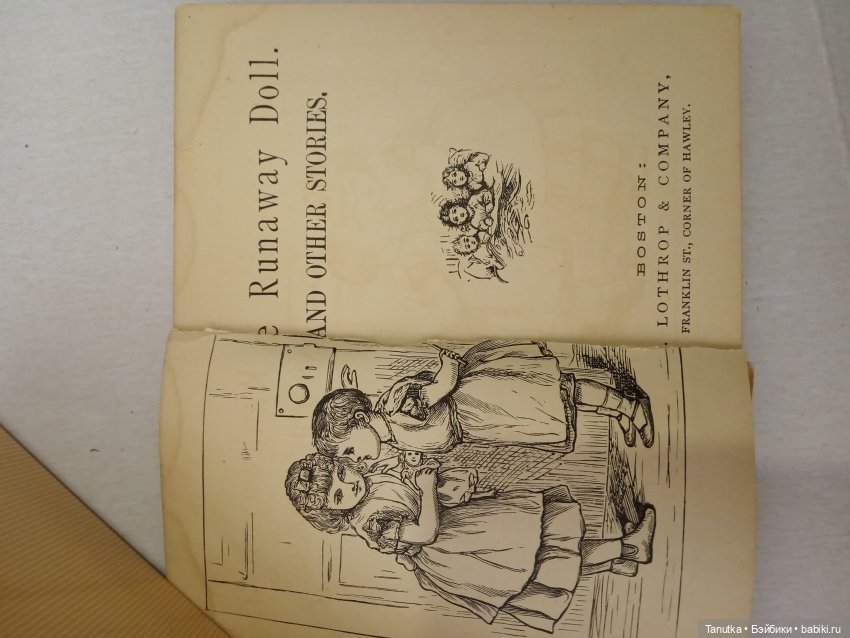 e Runaway Doll.
AND OTHER STORIES.
BOSTON:
LOTHROP & COMPANY,
FRANKLIN ST., CORNER OF HAWLEY.
Tanutka • Бэйбики • babiki.ru